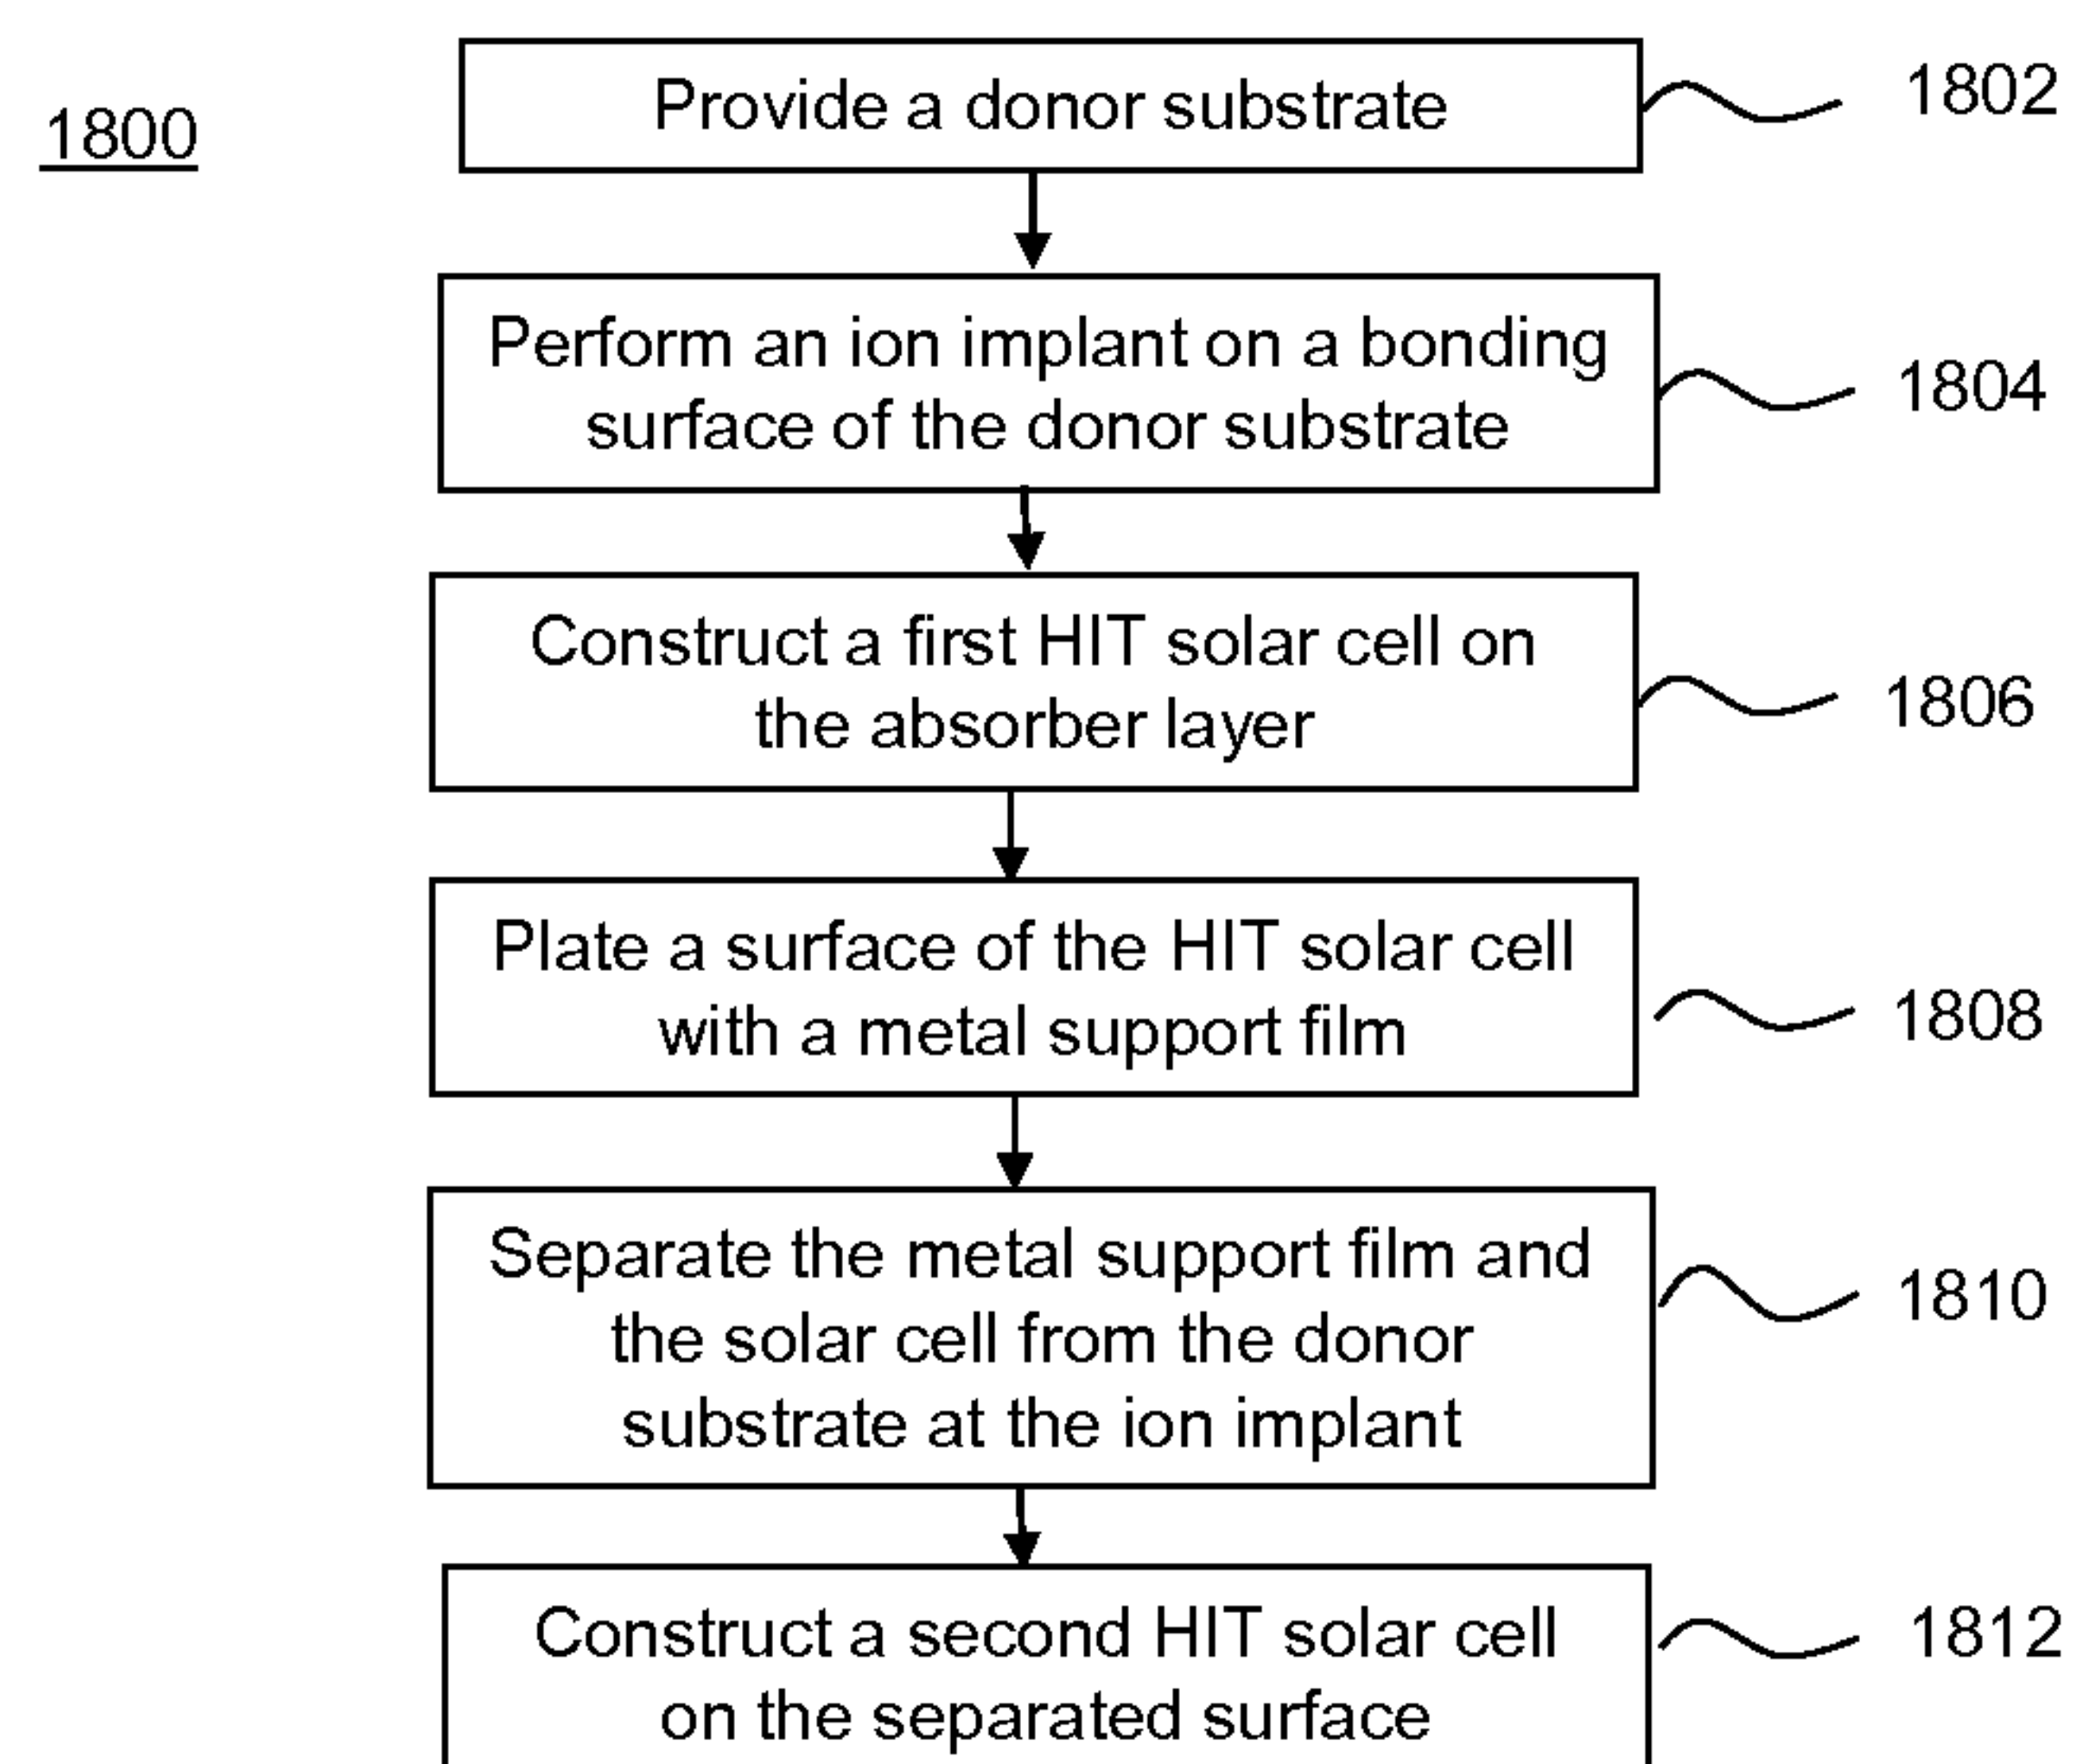 1800
Provide a donor substrate
1802
Perform an ion implant on a bonding
surface of the donor substrate
1804
Construct a first HIT solar cell on
the absorber layer
1806
Plate a surface of the HIT solar cell
with a metal support film
1808
Separate the metal support film and
the solar cell from the donor
substrate at the ion implant
1810
Construct a second HIT solar cell
on the separated surface
1812